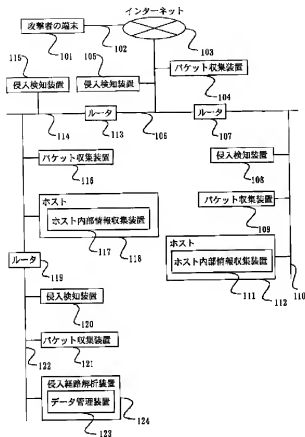 インターネット
攻撃者の端末
101
102
103
115
105
侵入検知装置
侵入検知装置
パケット収集装置
104
ルータ
ルータ
114
113
106
107
パケット収集装置
116
侵入検知装置
108
ホスト
ホスト内部情報収集装置
117
118
パケット収集装置
109
ルータ
119
ホスト
ホスト内部情報収集装置
111
112
110
侵入検知装置
120
パケット収集装置
122
121
侵入経路解析装置
データ管理装置
123
124